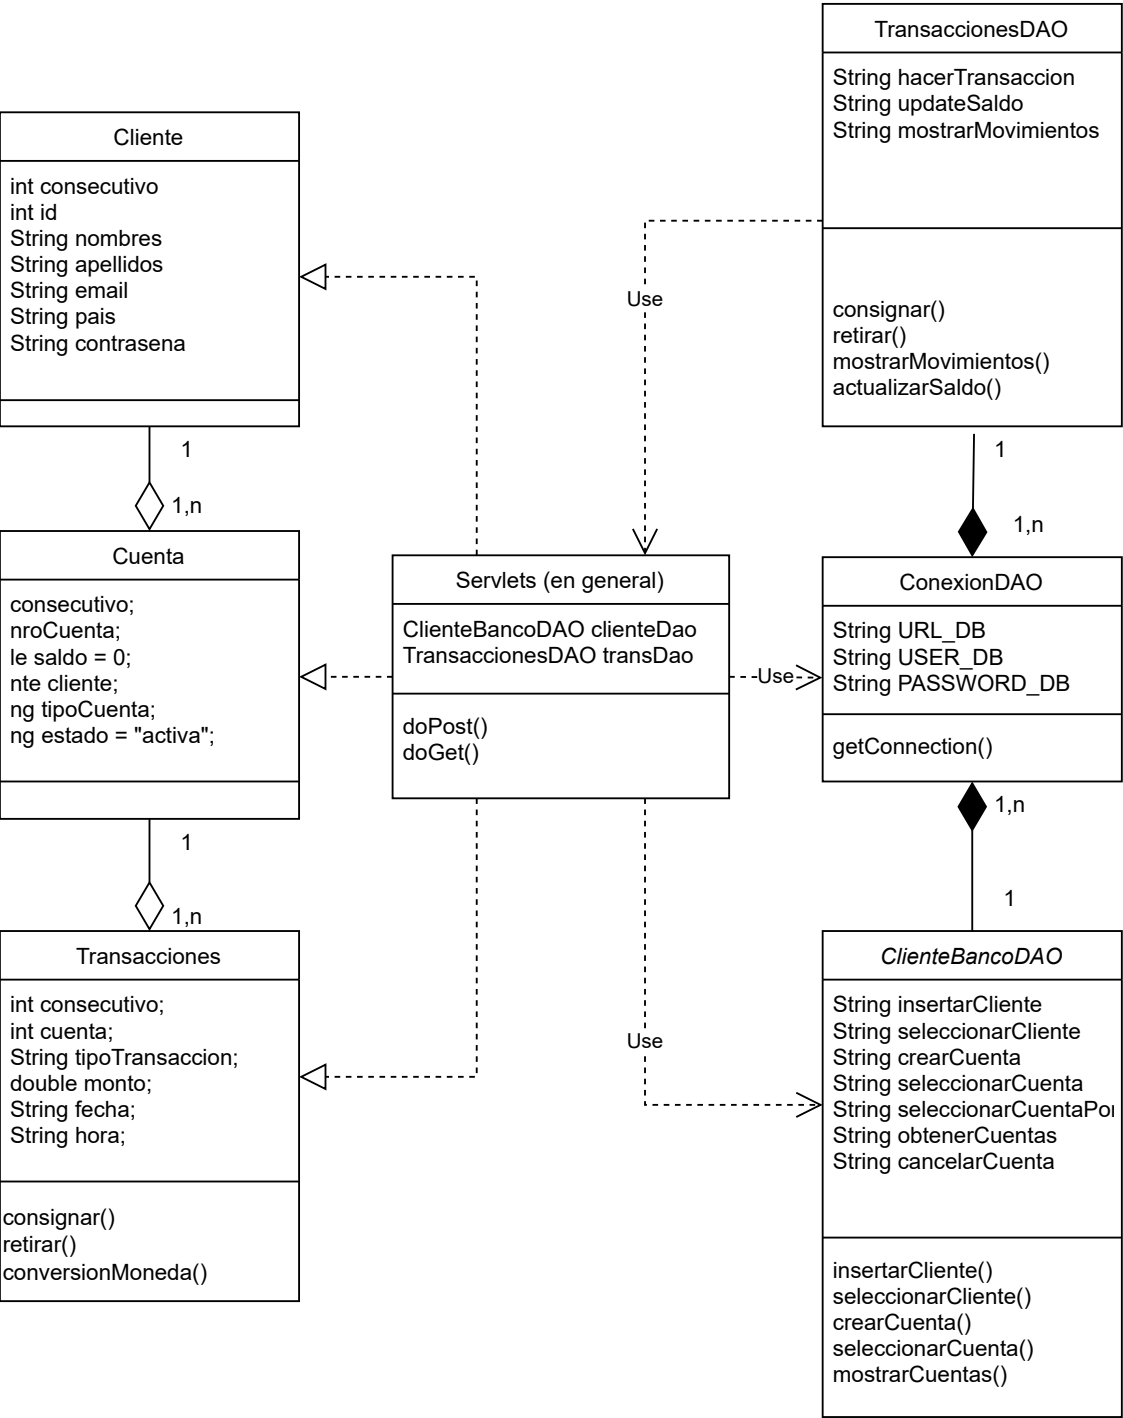 TransaccionesDAO
String hacerTransaccion
String updateSaldo
String mostrarMovimientos
consignar()
retirar()
mostrarMovimientos()
actualizarSaldo()
Cliente
int consecutivo
int id
String nombres
String apellidos
String email
String pais
String contrasena
Use
1
1,n
1
1,n
Cuenta
consecutivo;
nroCuenta;
le saldo = 0;
nte cliente;
ng tipoCuenta;
ng estado = "activa";
Servlets (en general)
ClienteBancoDAO clienteDao
TransaccionesDAO transDao
doPost()
doGet()
Use
ConexionDAO
String URL_DB
String USER_DB
String PASSWORD_DB
getConnection()
1
1,n
1,n
1
Transacciones
int consecutivo;
int cuenta;
String tipoTransaccion;
double monto;
String fecha;
String hora;
consignar()
retirar()
conversionMoneda()
Use
ClienteBancoDAO
String insertarCliente
String seleccionarCliente
String crearCuenta
String seleccionarCuenta
String seleccionarCuentaPor
String obtenerCuentas
String cancelarCuenta
insertarCliente()
seleccionarCliente()
crearCuenta()
seleccionarCuenta()
mostrarCuentas()